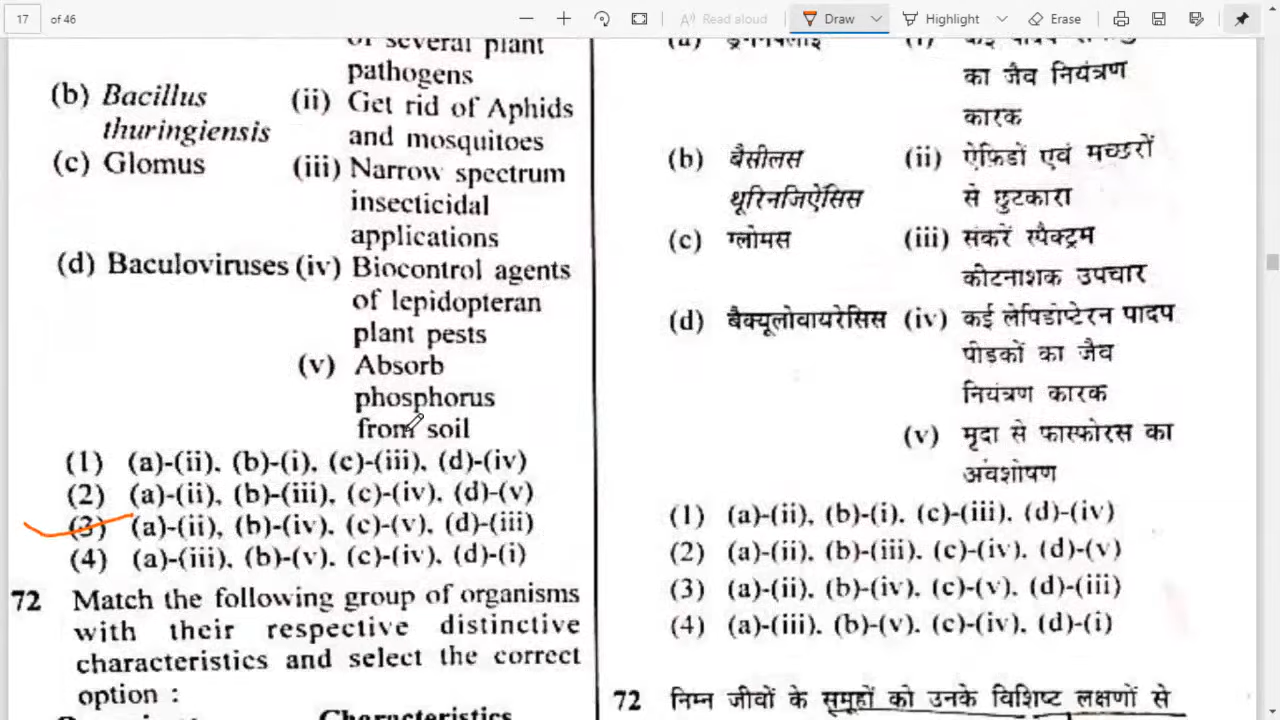 17 of 46 Read aloud Draw Highlight Erase
of several plant
pathogens
(b) Bacillus (ii) Get rid of Aphids
thuringiensis and mosquitoes
(c) Glomus (iii) Narrow spectrum
insecticidal
applications
(d) Baculoviruses (iv) Biocontrol agents
of lepidopteran
plant pests
(v) Absorb
phosphorus
from soil
(1) (a)-(ii), (b)-(i), (c)-(iii), (d)-(iv)
(2) (a)-(ii), (b)-(iii), (c)-(iv), (d)-(v)
(3) (a)-(ii), (b)-(iv), (c)-(v), (d)-(iii)
(4) (a)-(iii), (b)-(v), (c)-(iv), (d)-(i)
72 Match the following group of organisms
with their respective distinctive
characteristics and select the correct
option :
Characteristics
(a) (i)
का जैव नियंत्रण
कारक
(b) बैसीलस (ii) ऐफ़िडों एवं मच्छरों
थूरिनजिऐंसिस से छुटकारा
(c) ग्लोमस (iii) संकरें स्पैक्ट्रम
कीटनाशक उपचार
(d) बैक्यूलोवायरेसिस (iv) कई लेपिडोप्टेरन पादप
पीड़कों का जैव
नियंत्रण कारक
(v) मृदा से फास्फोरस का
अंवशोषण
(1) (a)-(ii), (b)-(i), (c)-(iii), (d)-(iv)
(2) (a)-(ii), (b)-(iii), (c)-(iv), (d)-(v)
(3) (a)-(ii), (b)-(iv), (c)-(v), (d)-(iii)
(4) (a)-(iii), (b)-(v), (c)-(iv), (d)-(i)
72 निम्न जीवों के समूहों को उनके विशिष्ट लक्षणों से